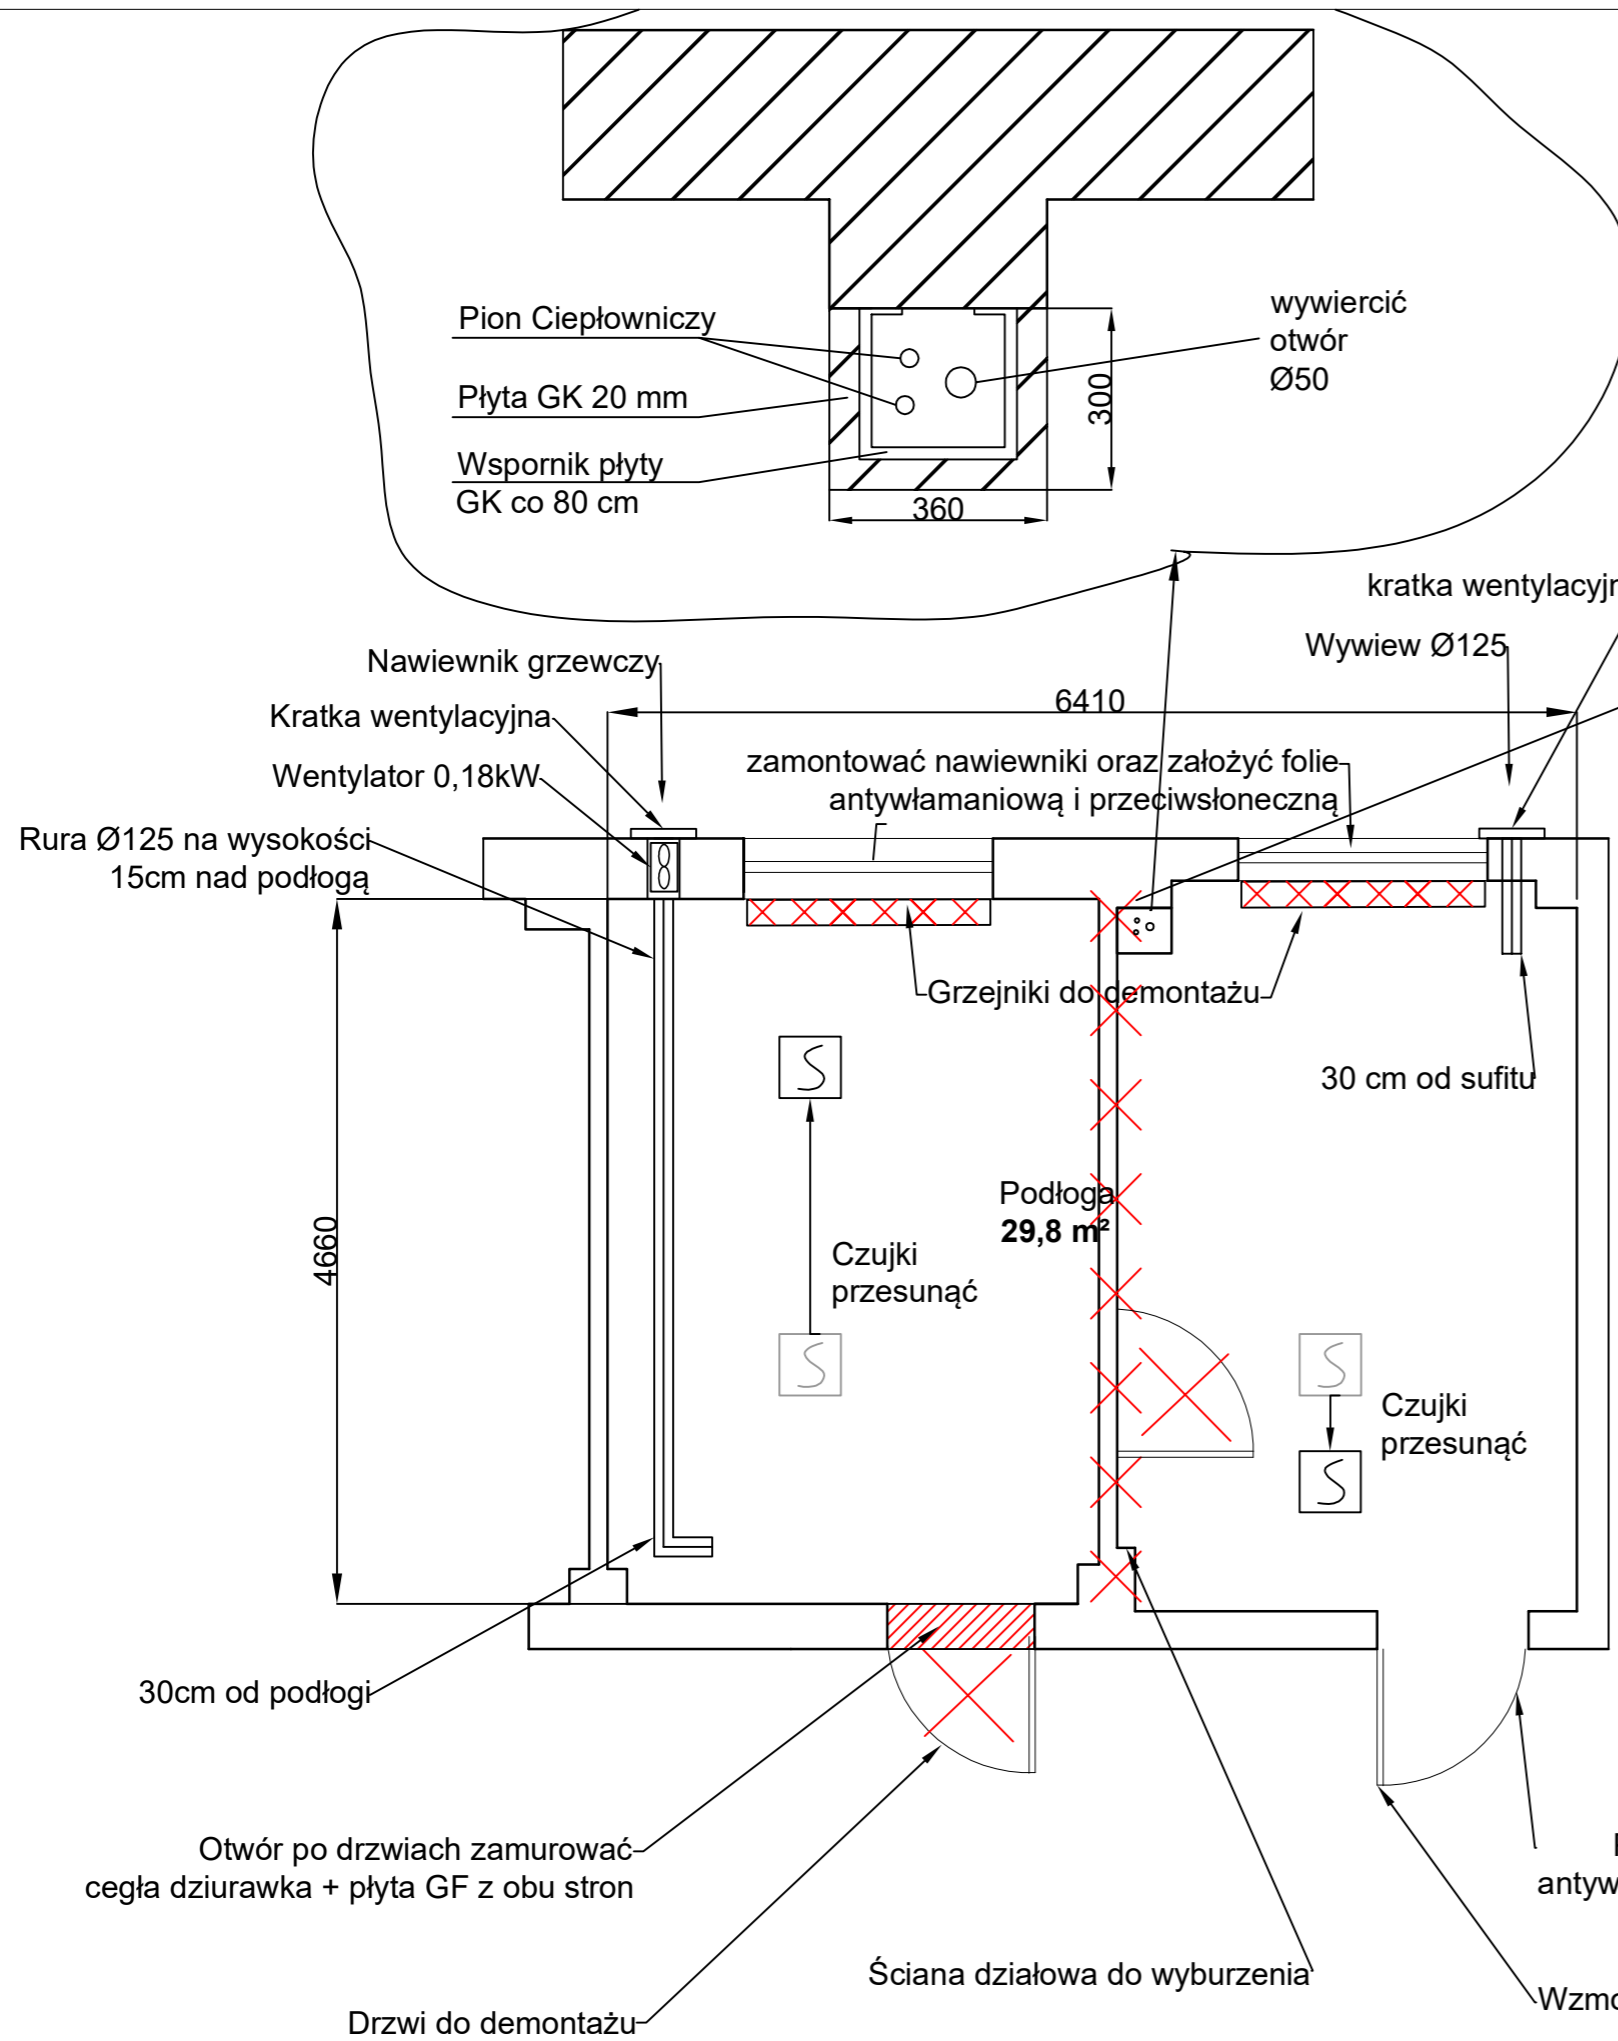 Pion Ciepłowniczy
Płyta GK 20 mm
Wspornik płyty
GK co 80 cm
wywiercić
otwór
Ø50
300
360
kratka wentylacyjn
Wywiew Ø125
Nawiewnik grzewczy
Kratka wentylacyjna
Wentylator 0,18kW
Rura Ø125 na wysokości
15cm nad podłogą
6410
zamontować nawiewniki oraz założyć folie
antywłamaniową i przeciwsłoneczną
Grzejniki do demontażu
30 cm od sufitu
S
Podłoga
29,8 m²
4660
Czujki
przesunąć
S
S
Czujki
przesunąć
S
30cm od podłogi
Otwór po drzwiach zamurować
cegła dziurawka + płyta GF z obu stron
antyw
Ściana działowa do wyburzenia
Wzmo
Drzwi do demontażu